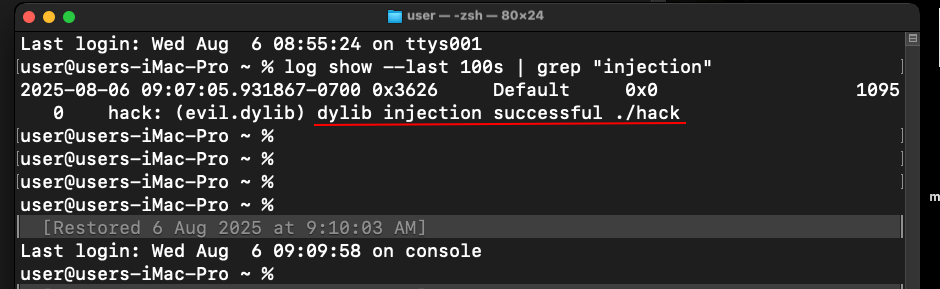 user — -zsh — 80×24
Last login: Wed Aug  6 08:55:24 on ttys001
[user@users-iMac-Pro ~ % log show --last 100s | grep "injection"                 ]
2025-08-06 09:07:05.931867-0700 0x3626     Default     0x0                  1095
   0    hack: (evil.dylib) dylib injection successful ./hack
[user@users-iMac-Pro ~ %                                                         ]
[user@users-iMac-Pro ~ %                                                         ]
[user@users-iMac-Pro ~ %                                                         ]
user@users-iMac-Pro ~ %
[Restored 6 Aug 2025 at 9:10:03 AM]
Last login: Wed Aug  6 09:09:58 on console
user@users-iMac-Pro ~ %
m